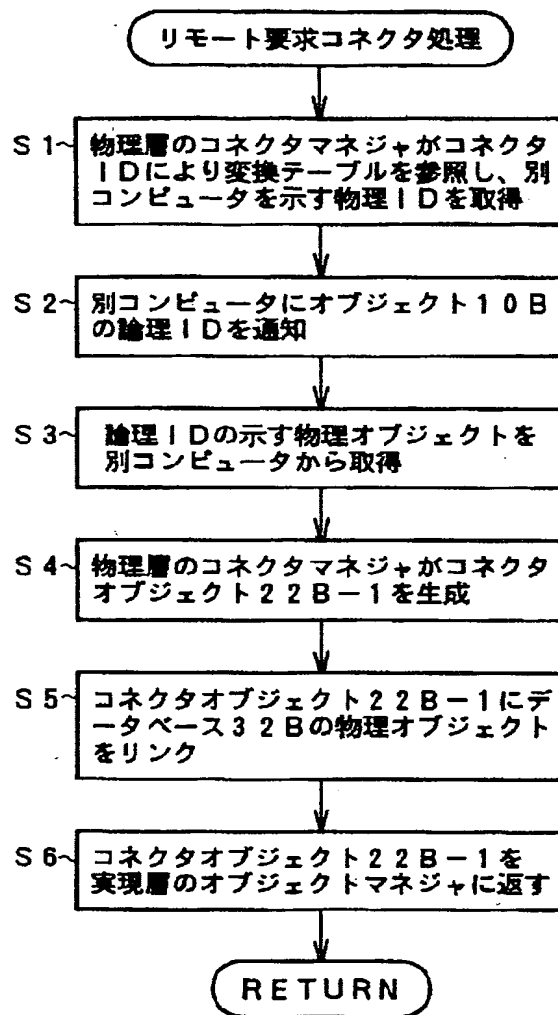 リモート要求コネクタ処理
S1~物理層のコネクタマネジャがコネクタ
IDにより変換テーブルを参照し、別
コンピュータを示す物理IDを取得
S2~別コンピュータにオブジェクト10B
の論理IDを通知
S3~論理IDの示す物理オブジェクトを
別コンピュータから取得
S4~物理層のコネクタマネジャがコネクタ
オブジェクト22B-1を生成
S5~コネクタオブジェクト22B-1にデ
ータベース32Bの物理オブジェクト
をリンク
S6~コネクタオブジェクト22B-1を
実現層のオブジェクトマネジャに返す
RETURN